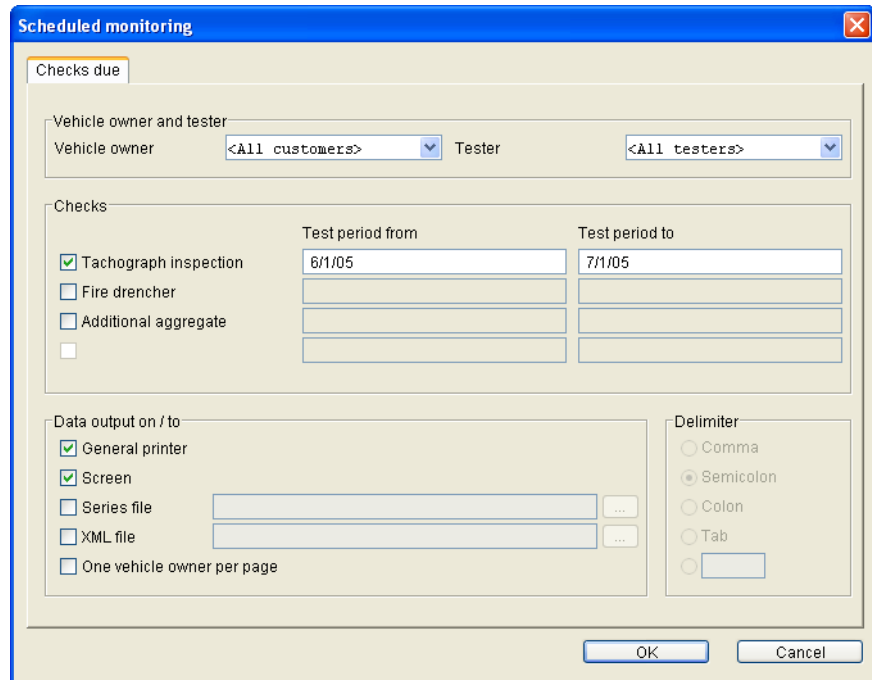 Scheduled monitoring
Checks due
Vehicle owner and tester
Vehicle owner <All customers> Tester <All testers>
Checks
Test period from Test period to
Tachograph inspection 6/1/05 7/1/05
Fire drencher
Additional aggregate
Data output on / to Delimiter
General printer Comma
Screen Semicolon
Series file ... Colon
XML file ... Tab
One vehicle owner per page
OK Cancel